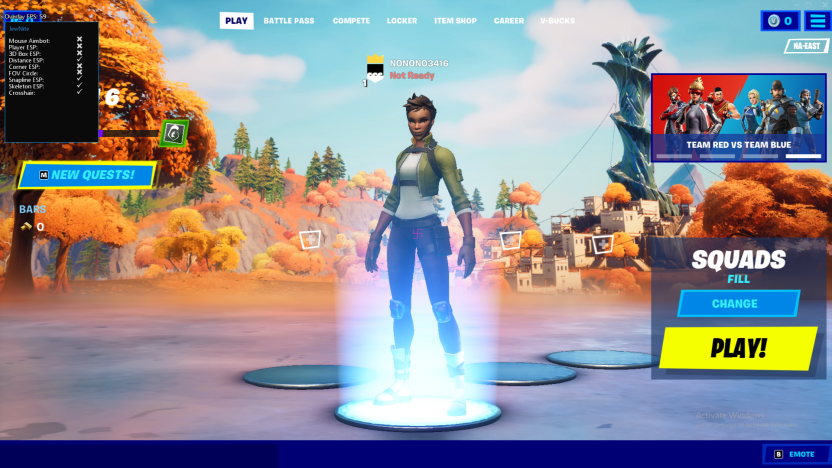 Overlay FPS: 59
JewNite
Mouse Aimbot: ✕
Player ESP: ✕
3D Box ESP: ✕
Distance ESP: ✓
Corner ESP: ✕
FOV Circle: ✕
Snapline ESP: ✓
Skeleton ESP: ✓
Crosshair: ✓
PLAY BATTLE PASS COMPETE LOCKER ITEM SHOP CAREER V-BUCKS
0
NA-EAST
NONONO3416
Not Ready
1
6
TEAM RED VS TEAM BLUE
M NEW QUESTS!
BARS
0
SQUADS
FILL
CHANGE
PLAY!
Activate Windows
B EMOTE